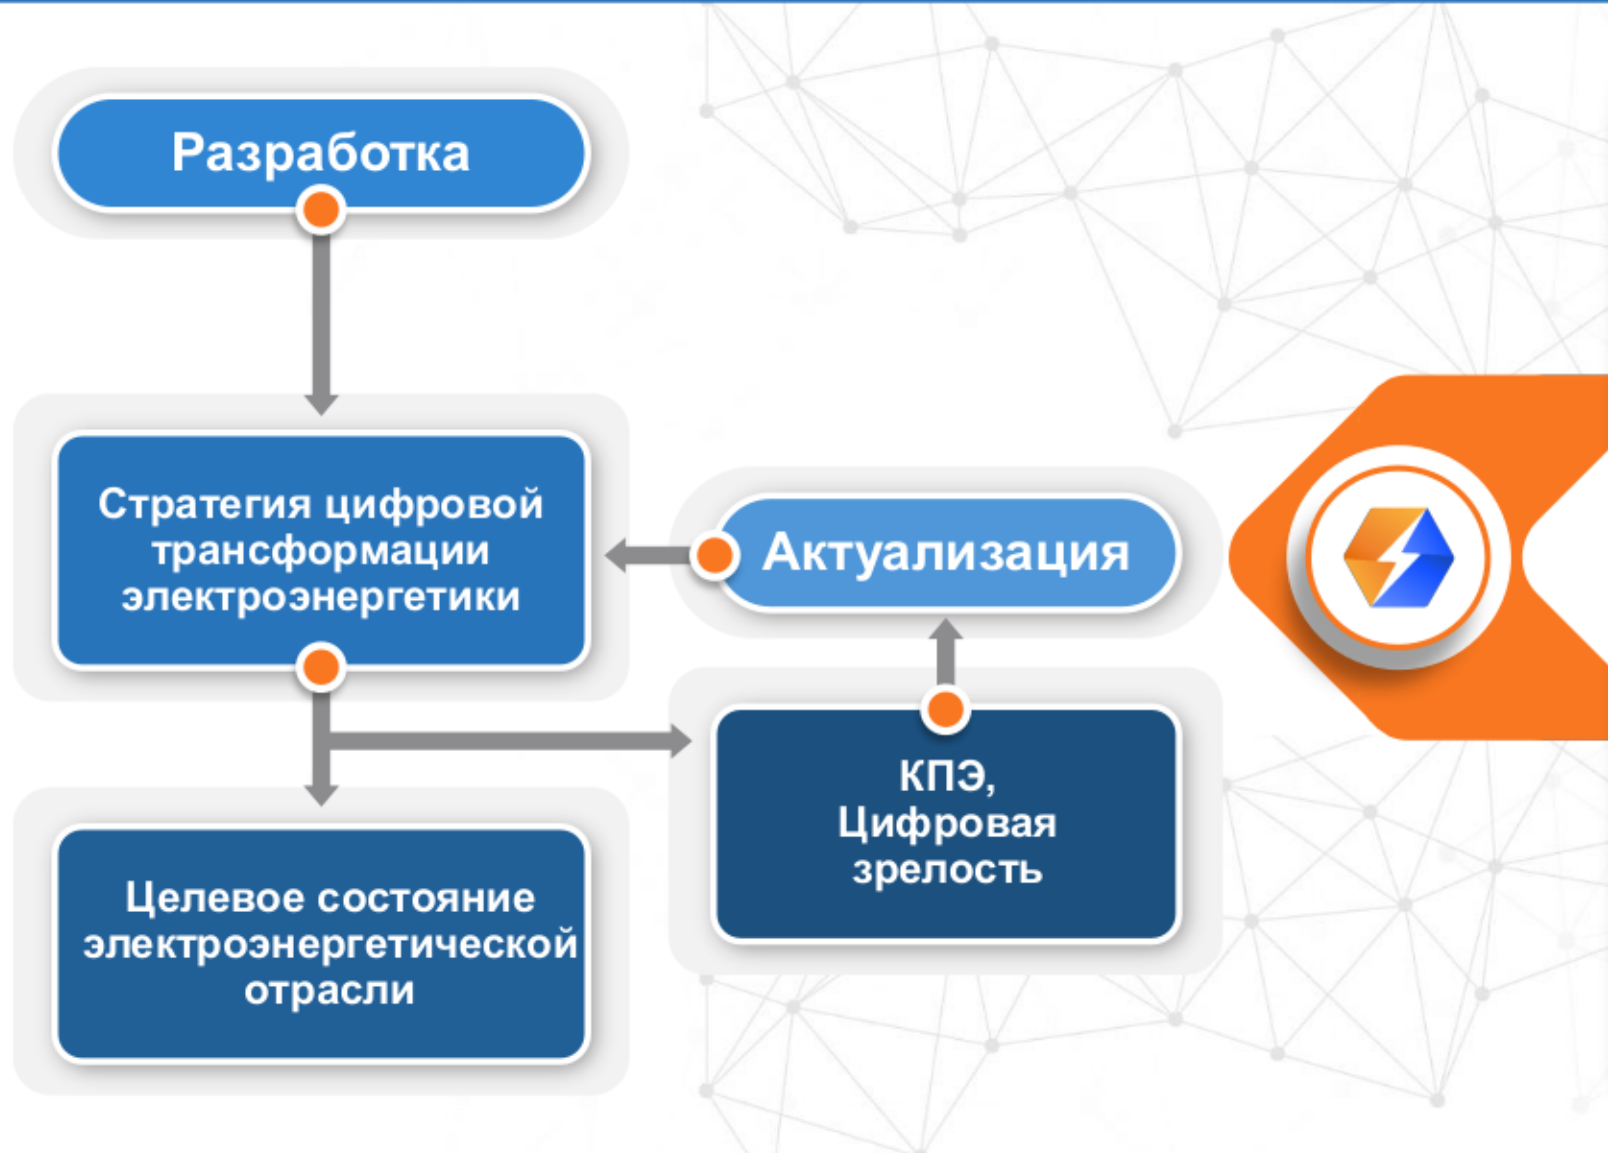 Разработка
Стратегия цифровой
трансформации
электроэнергетики
Актуализация
КПЭ,
Цифровая
зрелость
Целевое состояние
электроэнергетической
отрасли